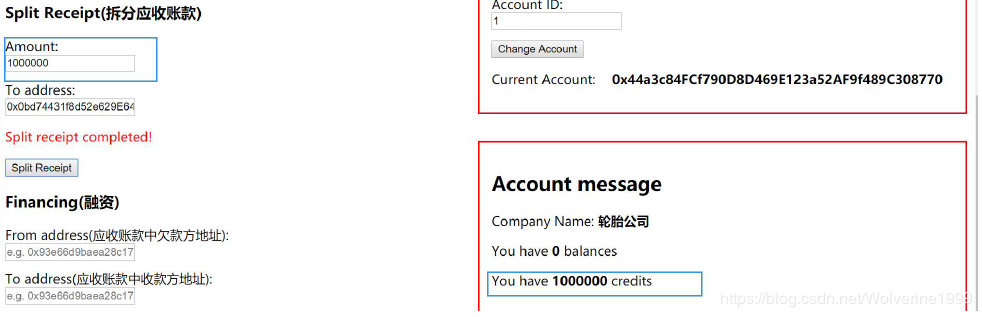 Split Receipt(拆分应收账款)
Amount:
1000000
To address:
0x0bd74431f8d52e629E64
Split receipt completed!
Split Receipt
Financing(融资)
From address(应收账款中欠款方地址):
e.g. 0x93e66d9baea28c17
To address(应收账款中收款方地址):
e.g. 0x93e66d9baea28c17
Account ID:
1
Change Account
Current Account: 0x44a3c84FCf790D8D469E123a52AF9f489C308770
Account message
Company Name: 轮胎公司
You have 0 balances
You have 1000000 credits
https://blog.csdn.net/Wolverine1999